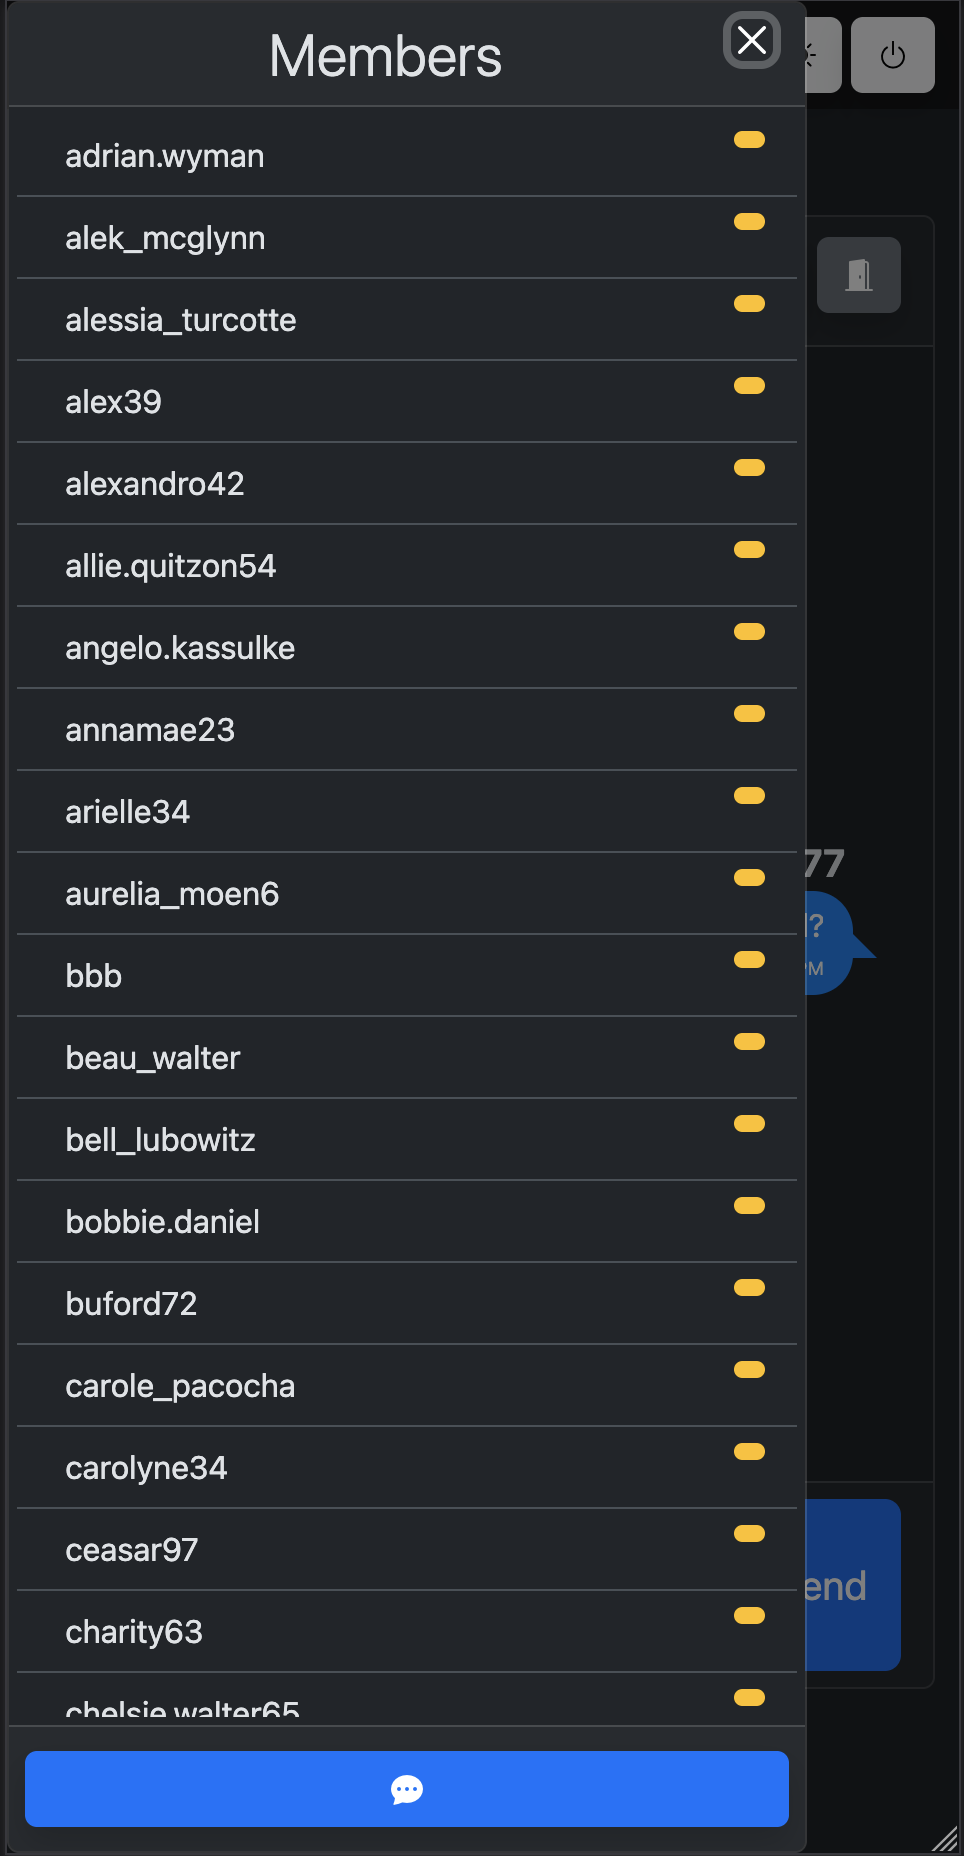 Members
adrian.wyman
alek_mcglynn
alessia_turcotte
alex39
alexandro42
allie.quitzon54
angelo.kassulke
annamae23
arielle34
aurelia_moen6
bbb
beau_walter
bell_lubowitz
bobbie.daniel
buford72
carole_pacocha
carolyne34
ceasar97
charity63
chelsie.walter65
77
?
PM
end